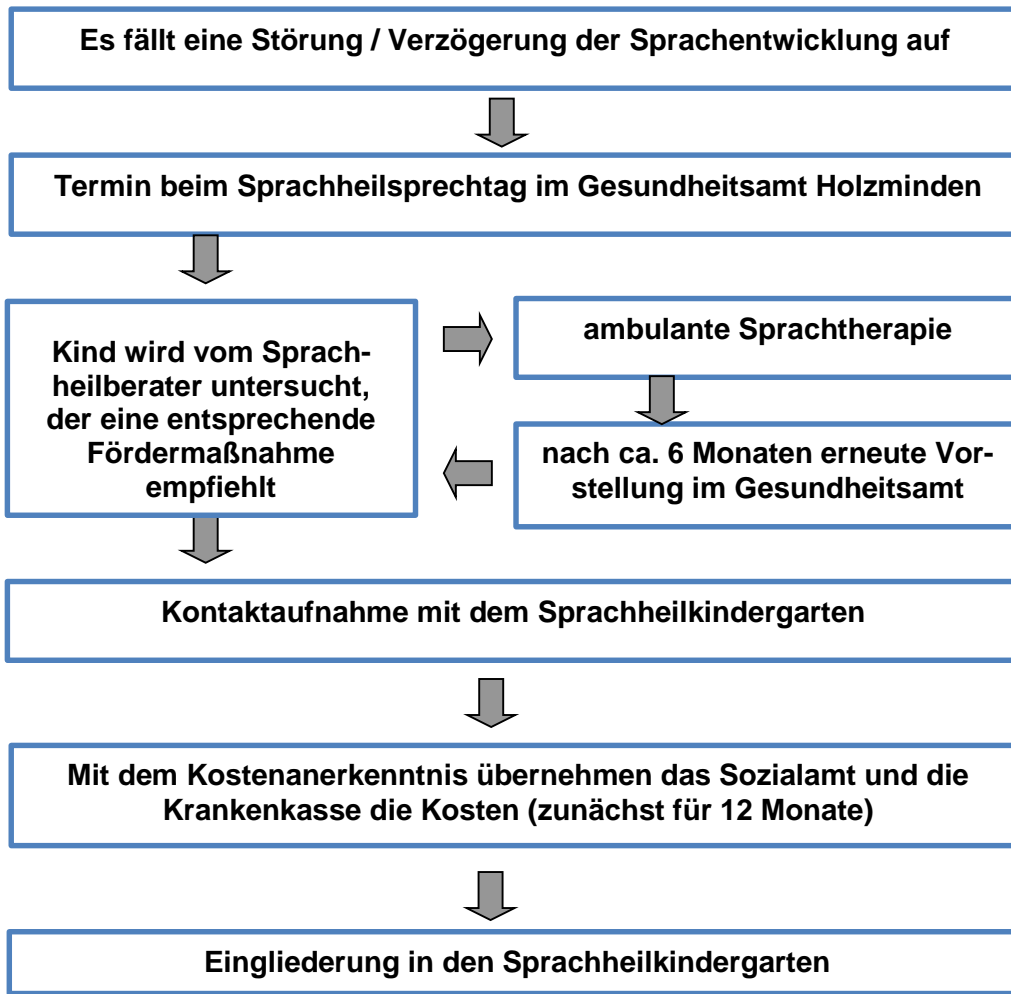 Es fällt eine Störung / Verzögerung der Sprachentwicklung auf
Termin beim Sprachheilsprechtag im Gesundheitsamt Holzminden
Kind wird vom Sprach-
heilberater untersucht,
der eine entsprechende
Fördermaßnahme
empfiehlt
ambulante Sprachtherapie
nach ca. 6 Monaten erneute Vor-
stellung im Gesundheitsamt
Kontaktaufnahme mit dem Sprachheilkindergarten
Mit dem Kostenanerkenntnis übernehmen das Sozialamt und die
Krankenkasse die Kosten (zunächst für 12 Monate)
Eingliederung in den Sprachheilkindergarten